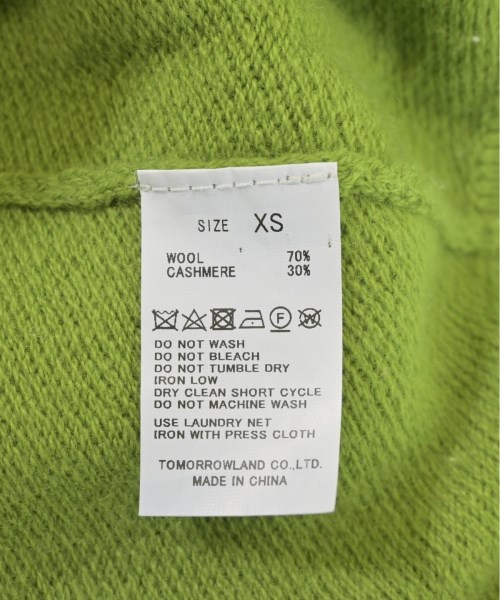 SIZE XS
WOOL 70%
CASHMERE 30%
F W
DO NOT WASH
DO NOT BLEACH
DO NOT TUMBLE DRY
IRON LOW
DRY CLEAN SHORT CYCLE
DO NOT MACHINE WASH
USE LAUNDRY NET
IRON WITH PRESS CLOTH
TOMORROWLAND CO.,LTD.
MADE IN CHINA